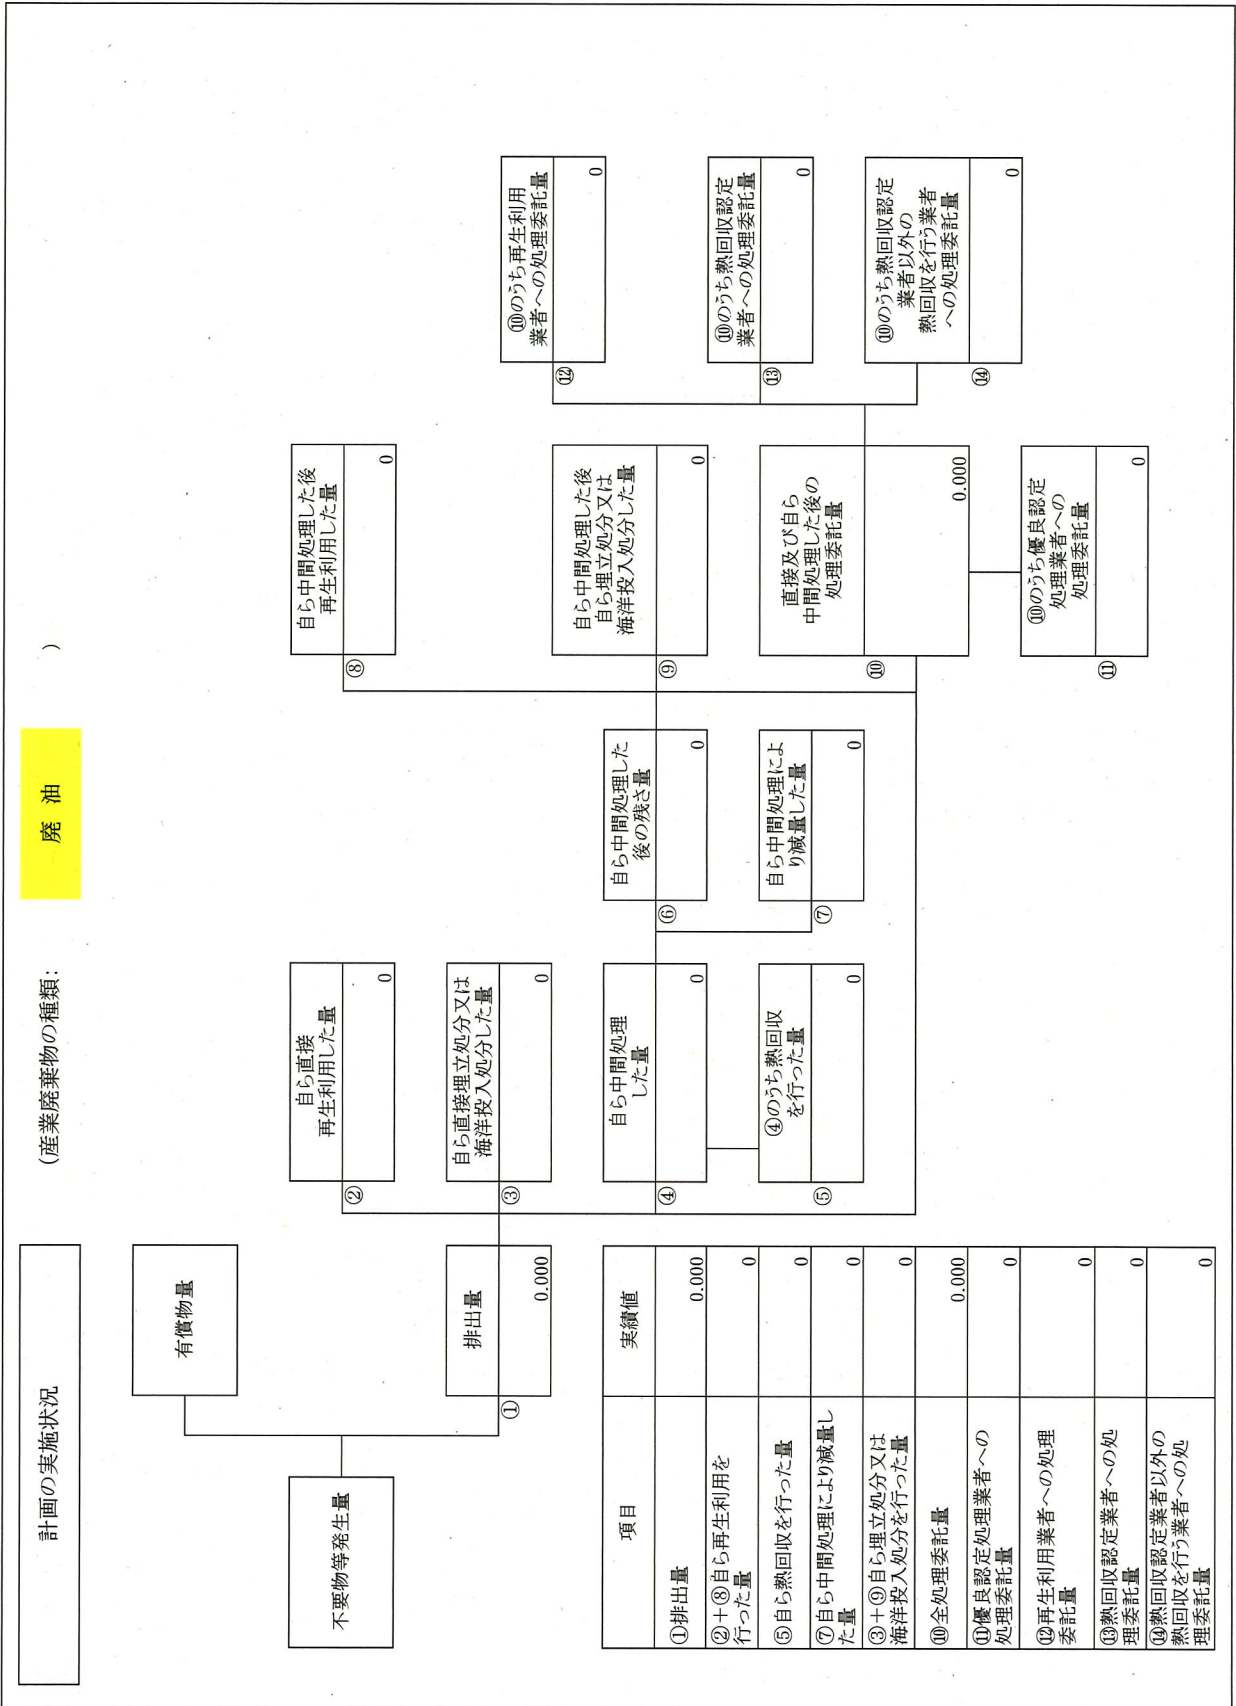 計画の実施状況
(産業廃棄物の種類: 廃 油 )
不要物等発生量
有償物量
排出量
①
0.000
自ら直接
再生利用した量
②
0
自ら直接埋立処分又は
海洋投入処分した量
③
0
自ら中間処理
した量
④
0
④のうち熱回収
を行った量
⑤
0
自ら中間処理した
後の残さ量
⑥
0
自ら中間処理によ
り減量した量
⑦
0
自ら中間処理した後
再生利用した量
⑧
0
自ら中間処理した後
自ら埋立処分又は
海洋投入処分した量
⑨
0
直接及び自ら
中間処理した後の
処理委託量
⑩
0.000
⑩のうち優良認定
処理業者への
処理委託量
⑪
0
⑩のうち再生利用
業者への処理委託量
⑫
0
⑩のうち熱回収認定
業者への処理委託量
⑬
0
⑩のうち熱回収認定
業者以外の
熱回収を行う業者
への処理委託量
⑭
0
項目 実績値
①排出量 0.000
②+⑧自ら再生利用を
行った量 0
⑤自ら熱回収を行った量 0
⑦自ら中間処理により減量し
た量 0
③+⑨自ら埋立処分又は
海洋投入処分を行った量 0
⑩全処理委託量 0.000
⑪優良認定処理業者への
処理委託量 0
⑫再生利用業者への処理
委託量 0
⑬熱回収認定業者への処
理委託量 0
⑭熱回収認定業者以外の
熱回収を行う業者への処
理委託量 0